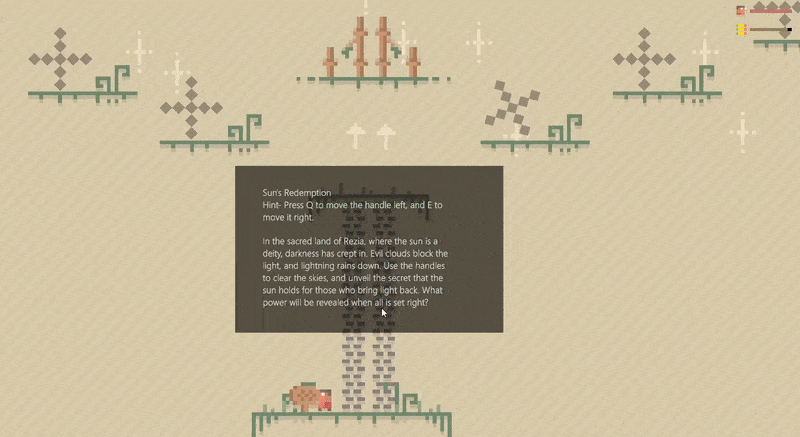 Sun's Redemption
Hint- Press Q to move the handle left, and E to
move it right.
In the sacred land of Rezia, where the sun is a
deity, darkness has crept in. Evil clouds block the
light, and lightning rains down. Use the handles
to clear the skies, and unveil the secret that the
sun holds for those who bring light back. What
power will be revealed when all is set right?